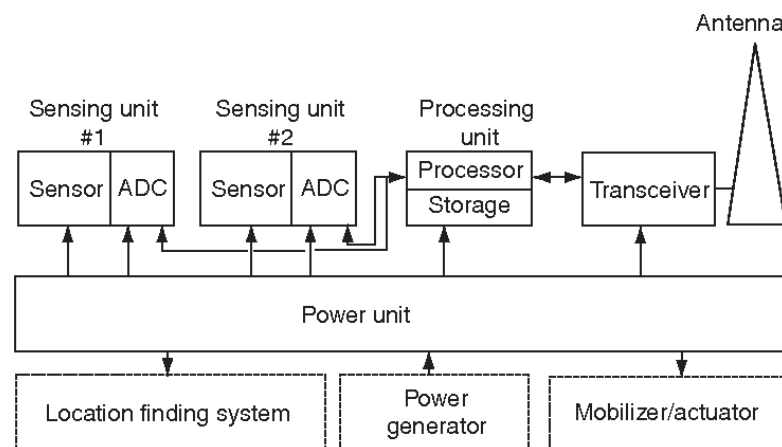 Antenna
Sensing unit
#1
Sensing unit
#2
Processing
unit
Sensor
ADC
Sensor
ADC
Processor
Storage
Transceiver
Power unit
Location finding system
Power
generator
Mobilizer/actuator